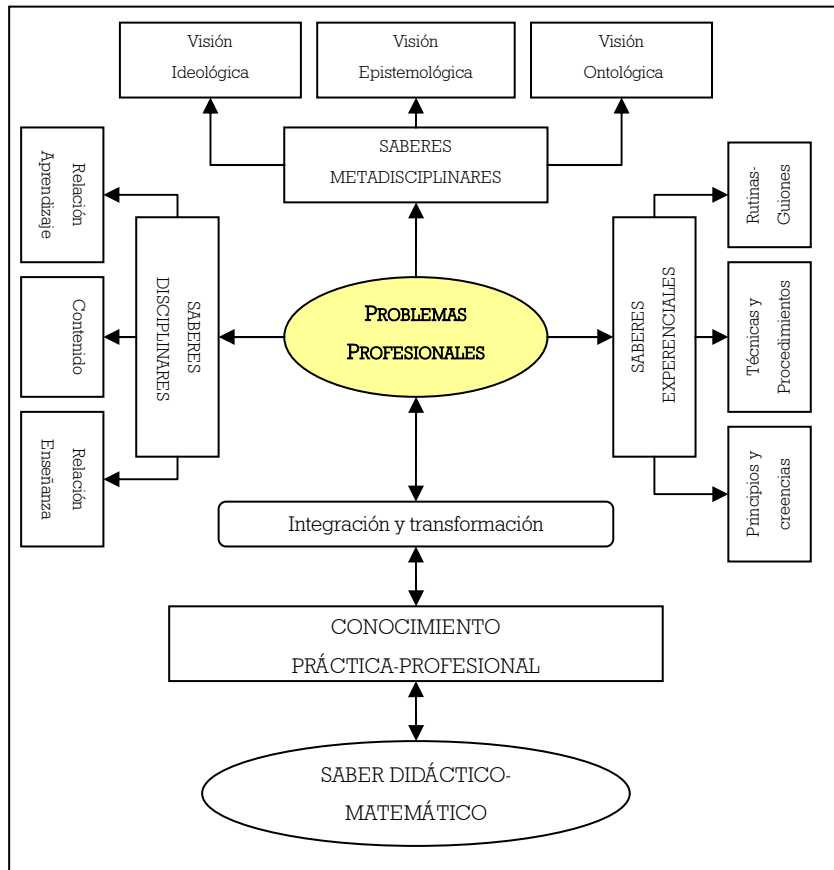 Visión
Ideológica
Visión
Epistemológica
Visión
Ontológica
SABERES
METADISCIPLINARES
Relación
Aprendizaje
Contenido
Relación
Enseñanza
SABERES
DISCIPLINARES
PROBLEMAS
PROFESIONALES
SABERES
EXPERENCIALES
Rutinas-
Guiones
Técnicas y
Procedimientos
Principios y
creencias
Integración y transformación
CONOCIMIENTO
PRÁCTICA-PROFESIONAL
SABER DIDÁCTICO-
MATEMÁTICO